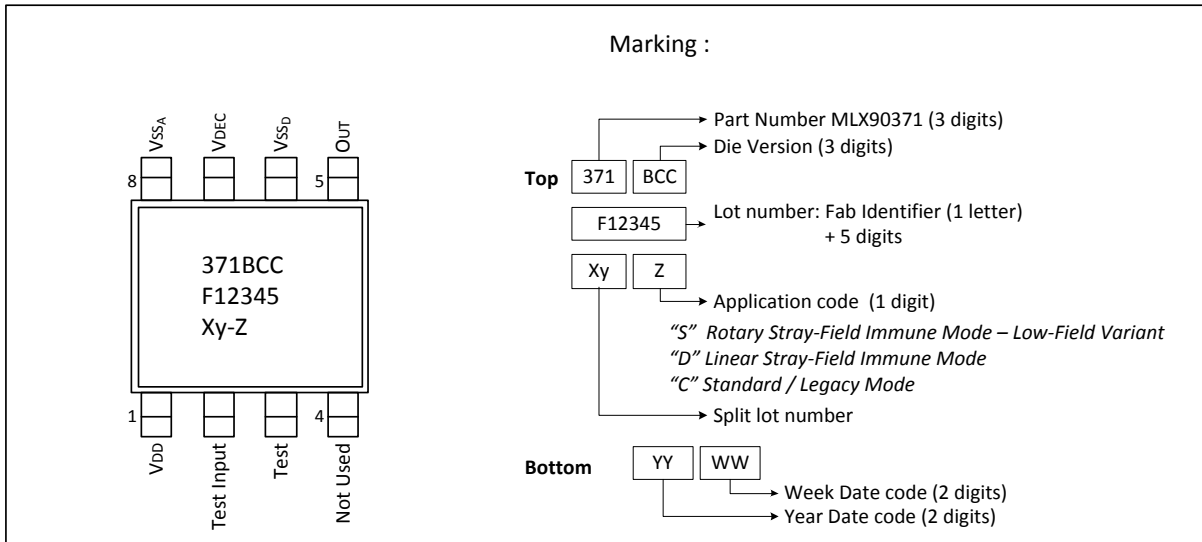 Marking :
VSSA
VDEC
VSSD
OUT
8
5
371BCC
F12345
Xy-Z
1
4
VDD
Test Input
Test
Not Used
Part Number MLX90371 (3 digits)
Die Version (3 digits)
Top 371 BCC
F12345 Lot number: Fab Identifier (1 letter)
+ 5 digits
Xy Z
Application code (1 digit)
“S” Rotary Stray-Field Immune Mode – Low-Field Variant
“D” Linear Stray-Field Immune Mode
“C” Standard / Legacy Mode
Split lot number
Bottom YY WW
Week Date code (2 digits)
Year Date code (2 digits)